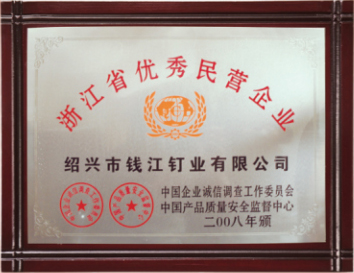 浙江省优秀民营企业
绍兴市钱江钉业有限公司
中国企业诚信调查工作委员会
中国产品质量安全监督中心
二00八年颁